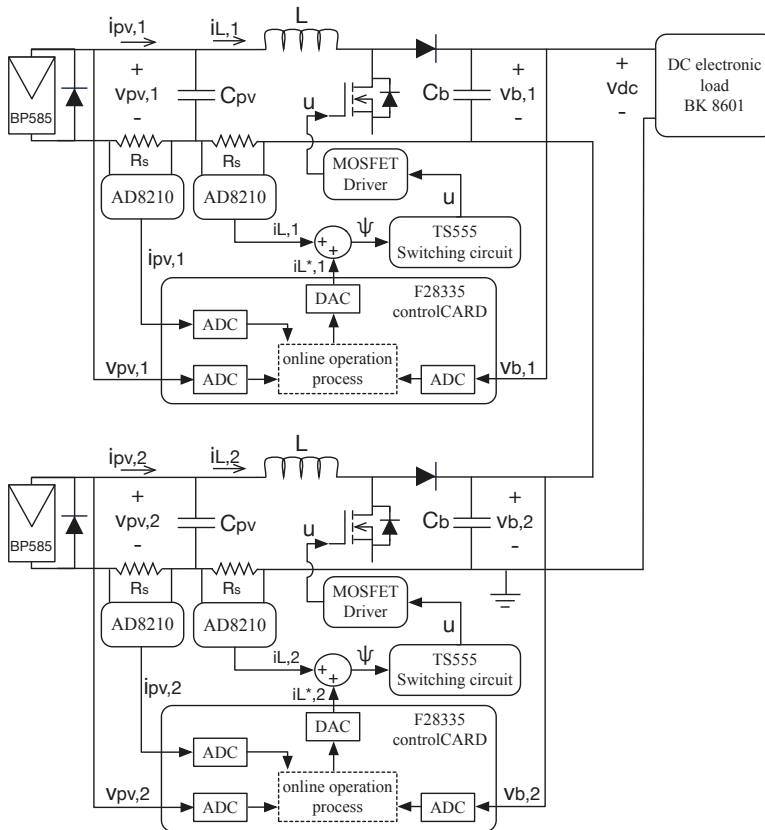 ipv,1
iL,1
L
BP585
+
vpv,1
-
Cpv
u
Cb
+
vb,1
-
+
vdc
-
DC electronic
load
BK 8601
Rs
Rs
AD8210
AD8210
MOSFET
Driver
u
TS555
Switching circuit
iL,1
+
+
ψ
ipv,1
iL*,1
F28335
controlCARD
DAC
ADC
online operation
process
vpv,1
ADC
ADC
vb,1
ipv,2
iL,2
L
BP585
+
vpv,2
-
Cpv
u
Cb
+
vb,2
-
Rs
Rs
AD8210
AD8210
MOSFET
Driver
u
TS555
Switching circuit
iL,2
+
+
ψ
ipv,2
iL*,2
F28335
controlCARD
DAC
ADC
online operation
process
vpv,2
ADC
ADC
vb,2